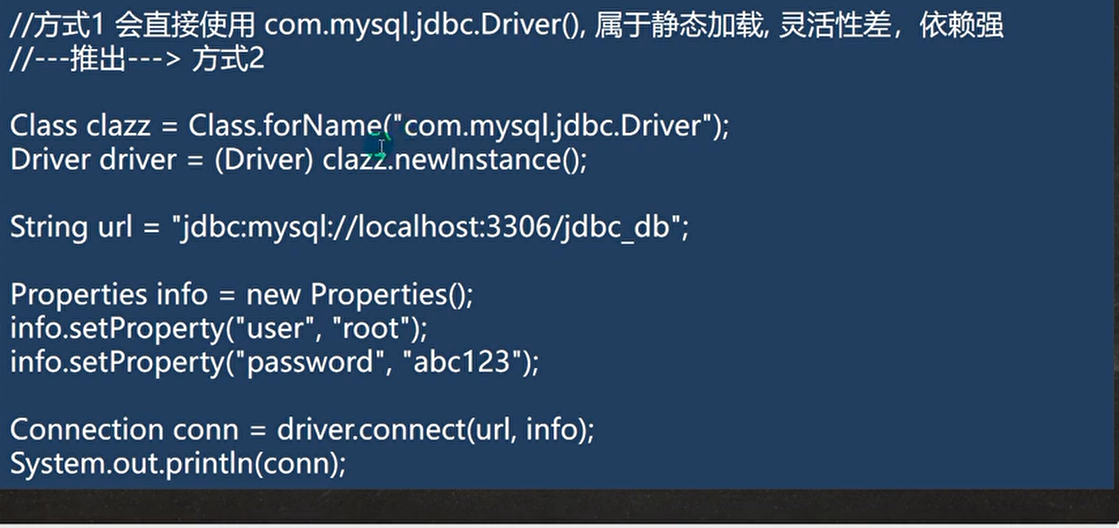 //方式1 会直接使用 com.mysql.jdbc.Driver(), 属于静态加载, 灵活性差，依赖强
//---推出---> 方式2
Class clazz = Class.forName("com.mysql.jdbc.Driver");
Driver driver = (Driver) clazz.newInstance();
String url = "jdbc:mysql://localhost:3306/jdbc_db";
Properties info = new Properties();
info.setProperty("user", "root");
info.setProperty("password", "abc123");
Connection conn = driver.connect(url, info);
System.out.println(conn);